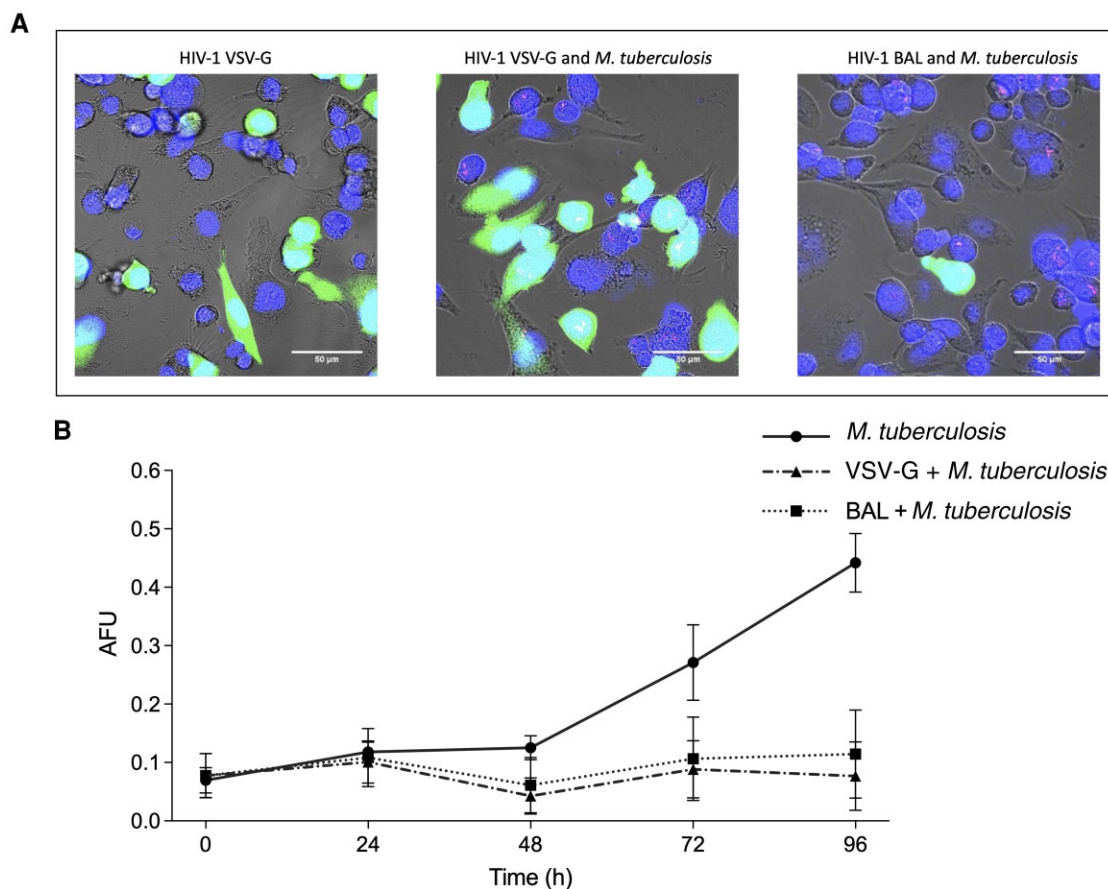 A
HIV-1 VSV-G
HIV-1 VSV-G and M. tuberculosis
HIV-1 BAL and M. tuberculosis
50 µm
50 µm
50 µm
B
M. tuberculosis
VSV-G + M. tuberculosis
BAL + M. tuberculosis
0.6
0.5
0.4
0.3
0.2
0.1
0.0
AFU
0 24 48 72 96
Time (h)